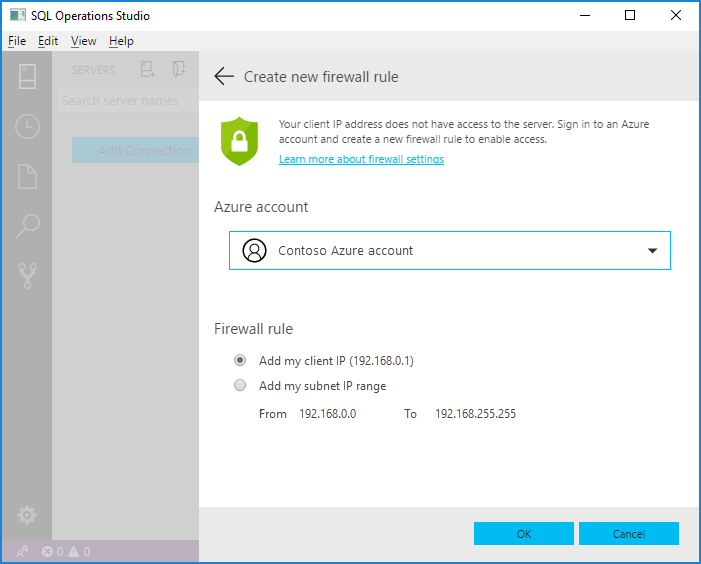 SQL Operations Studio
File Edit View Help
SERVERS
Search server names
Add Connection
Create new firewall rule
Your client IP address does not have access to the server. Sign in to an Azure
account and create a new firewall rule to enable access.
Learn more about firewall settings
Azure account
Contoso Azure account
Firewall rule
Add my client IP (192.168.0.1)
Add my subnet IP range
From 192.168.0.0 To 192.168.255.255
OK Cancel
0 0